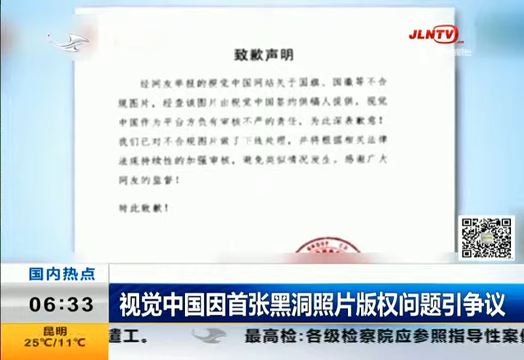 JLNTV
致歉声明
经网友举报的视觉中国网站关于国旗、国徽等不合
规图片，经查该图片由视觉中国签约供稿人提供，视觉
中国作为平台方负有审核不严的责任，为此深表歉意！
我们已对不合规图片做了下线处理，并将根据相关法律
法规持续性的加强审核，避免类似情况发生。感谢广大
网友的监督！
特此致歉！
国内热点
06:33
视觉中国因首张黑洞照片版权问题引争议
昆明
25℃/11℃
遣工。
最高检：各级检察院应参照指导性案